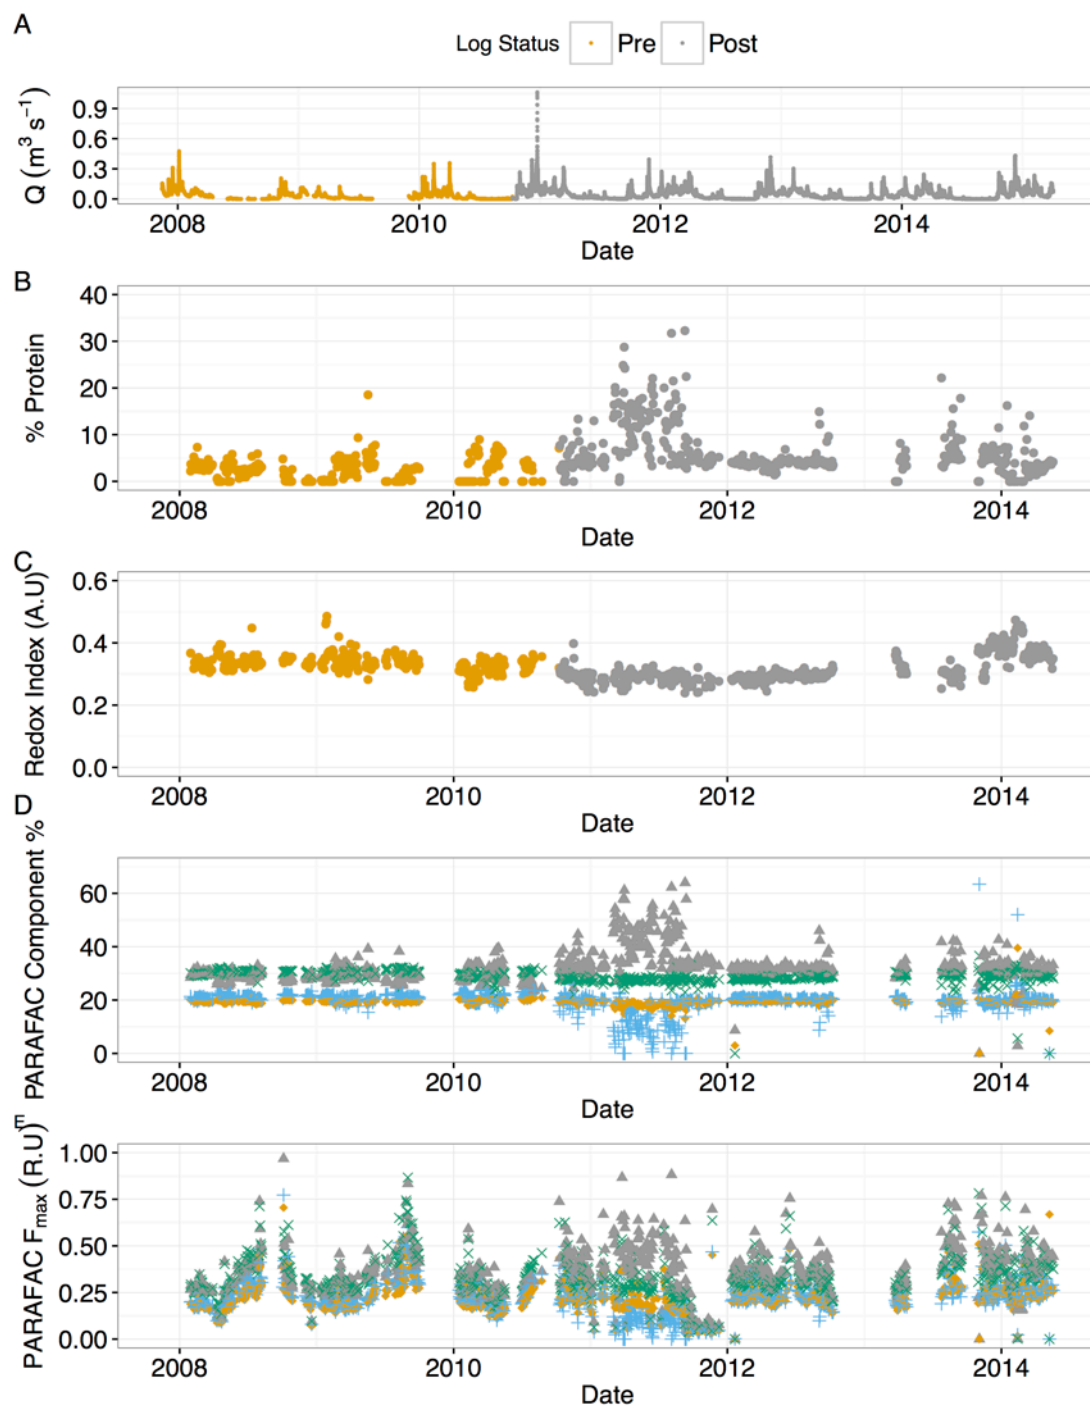 A
Log Status Pre Post
Q (m³ s⁻¹)
0.9
0.6
0.3
0.0
2008 2010 2012 2014
Date
B
% Protein
40
30
20
10
0
2008 2010 2012 2014
Date
C
Redox Index (A.U)
0.6
0.4
0.2
0.0
2008 2010 2012 2014
Date
D
PARAFAC Component %
60
40
20
0
2008 2010 2012 2014
Date
E
PARAFAC Fmax (R.U)
1.00
0.75
0.50
0.25
0.00
2008 2010 2012 2014
Date